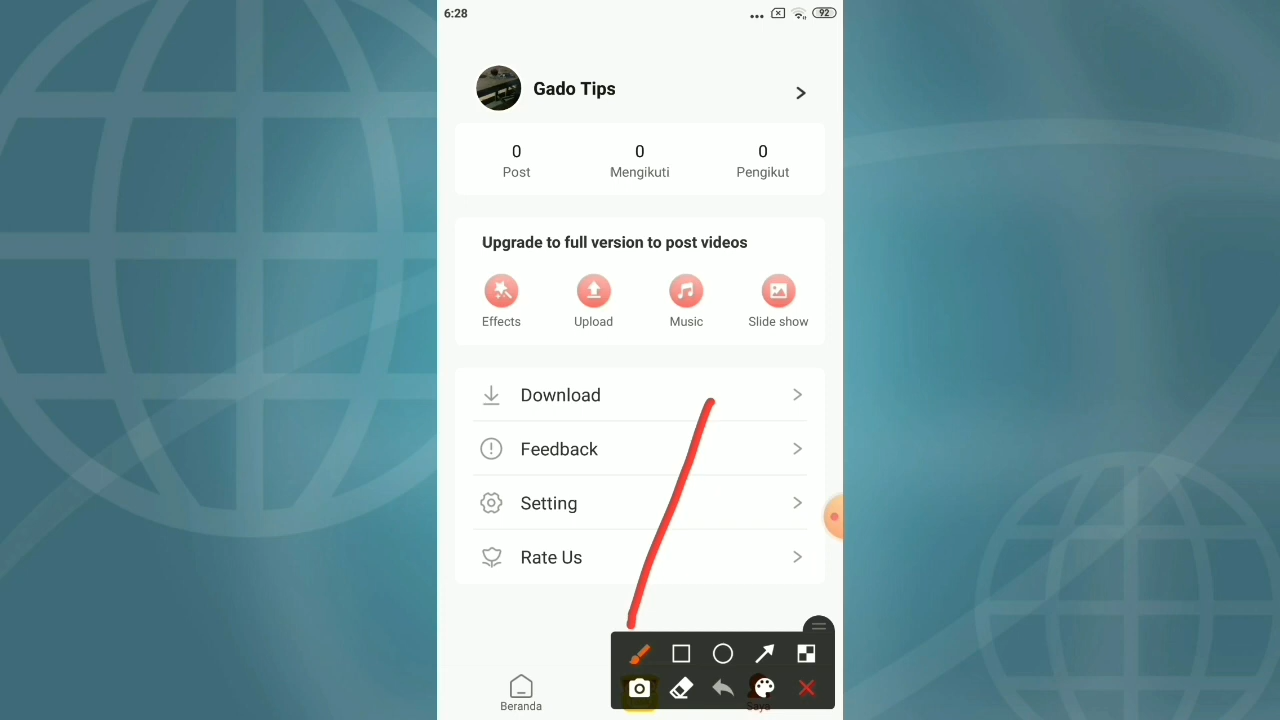 6:28
92
Gado Tips
0 0 0
Post Mengikuti Pengikut
Upgrade to full version to post videos
Effects Upload Music Slide show
Download
Feedback
Setting
Rate Us
Beranda Saya